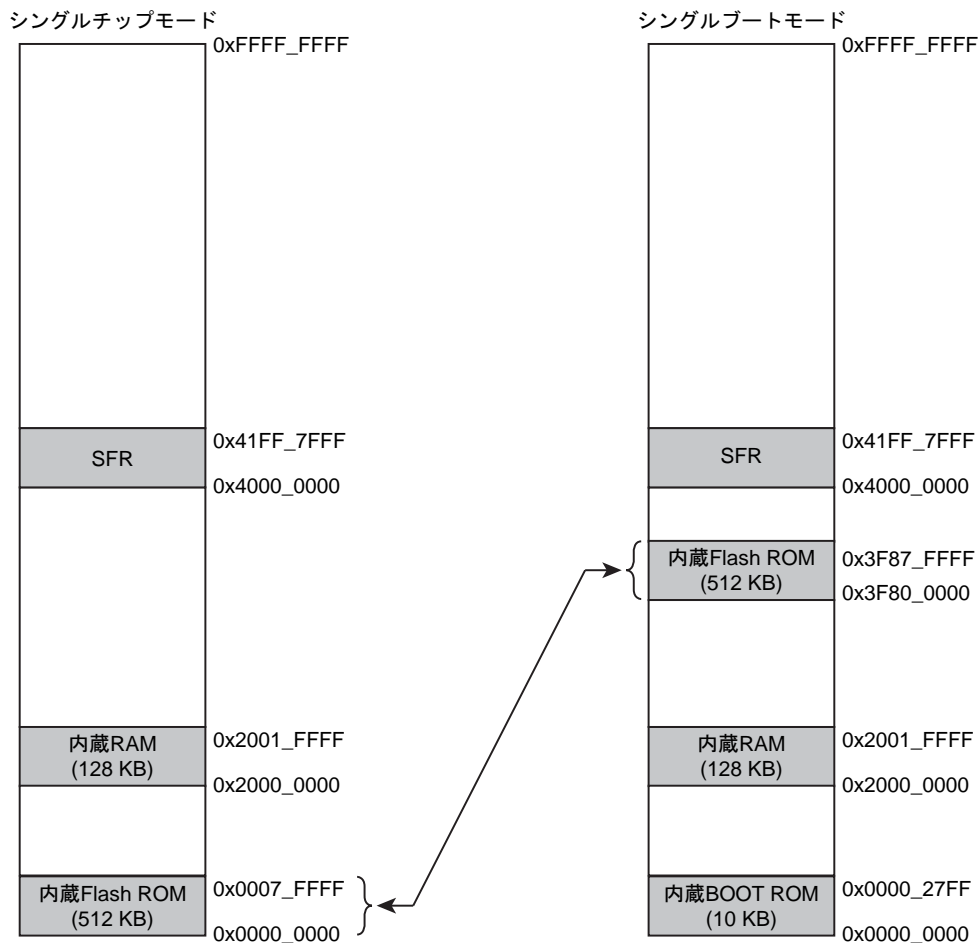 シングルチップモード
0xFFFF_FFFF
SFR
0x41FF_7FFF
0x4000_0000
内蔵RAM
(128 KB)
0x2001_FFFF
0x2000_0000
内蔵Flash ROM
(512 KB)
0x0007_FFFF
0x0000_0000
シングルブートモード
0xFFFF_FFFF
SFR
0x41FF_7FFF
0x4000_0000
内蔵Flash ROM
(512 KB)
0x3F87_FFFF
0x3F80_0000
内蔵RAM
(128 KB)
0x2001_FFFF
0x2000_0000
内蔵BOOT ROM
(10 KB)
0x0000_27FF
0x0000_0000